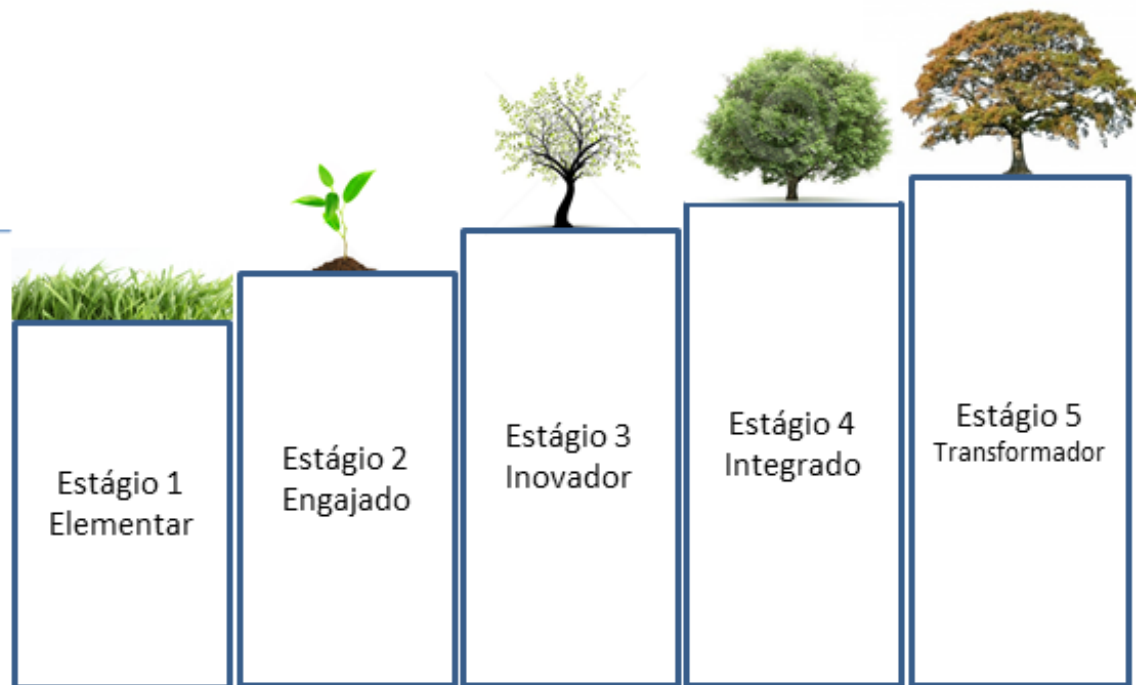 Estágio 1
Elementar
Estágio 2
Engajado
Estágio 3
Inovador
Estágio 4
Integrado
Estágio 5
Transformador